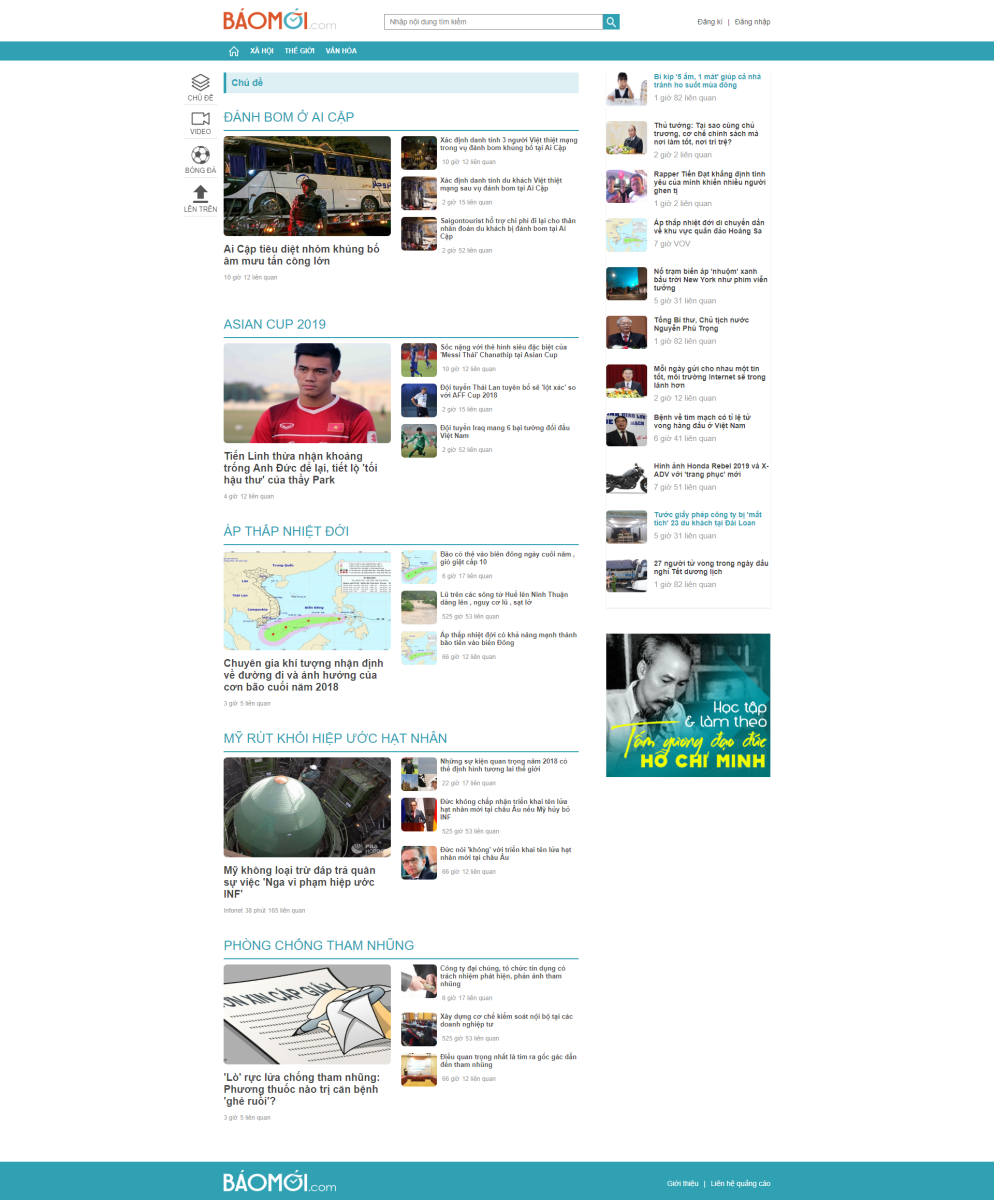 BÁOMỚI.com
Nhập nội dung tìm kiếm
Đăng kí | Đăng nhập
XÃ HỘI THẾ GIỚI VĂN HÓA
CHỦ ĐỀ
VIDEO
BÓNG ĐÁ
LÊN TRÊN
Chủ đề
ĐÁNH BOM Ở AI CẬP
Ai Cập tiêu diệt nhóm khủng bố
âm mưu tấn công lớn
10 giờ 12 liên quan
Xác định danh tính 3 người Việt thiệt mạng
trong vụ đánh bom khủng bố tại Ai Cập
10 giờ 12 liên quan
Xác định danh tính du khách Việt thiệt
mạng sau vụ đánh bom tại Ai Cập
2 giờ 15 liên quan
Saigontourist hỗ trợ chi phí đi lại cho thân
nhân đoàn du khách bị đánh bom tại Ai
Cập
2 giờ 52 liên quan
ASIAN CUP 2019
Tiến Linh thừa nhận khoảng
trống Anh Đức để lại, tiết lộ 'tối
hậu thư' của thầy Park
4 giờ 12 liên quan
Sốc nặng với thể hình siêu đặc biệt của
'Messi Thái' Chanathip tại Asian Cup
10 giờ 12 liên quan
Đội tuyển Thái Lan tuyên bố sẽ 'lột xác' so
với AFF Cup 2018
2 giờ 15 liên quan
Đội tuyển Iraq mang 6 bại tướng đối đầu
Việt Nam
2 giờ 52 liên quan
ÁP THẤP NHIỆT ĐỚI
Chuyên gia khí tượng nhận định
về đường đi và ảnh hưởng của
cơn bão cuối năm 2018
3 giờ 5 liên quan
Bão có thể vào biển đông ngày cuối năm ,
gió giật cấp 10
6 giờ 17 liên quan
Lũ trên các sông từ Huế lến Ninh Thuận
dâng lên , nguy cơ lũ , sạt lở
525 giờ 53 liên quan
Áp thấp nhiệt đới có khả năng mạnh thành
bão tiến vào biển Đông
66 giờ 12 liên quan
MỸ RÚT KHỎI HIỆP ƯỚC HẠT NHÂN
Mỹ không loại trừ đáp trả quân
sự việc 'Nga vi phạm hiệp ước
INF'
Infonet 38 phút 165 liên quan
Những sự kiện quan trọng năm 2018 có
thể định hình tương lai thế giới
22 giờ 17 liên quan
Đức không chấp nhận triển khai tên lửa
hạt nhân mới tại châu Âu nếu Mỹ hủy bỏ
INF
525 giờ 53 liên quan
Đức nói 'không' với triển khai tên lửa hạt
nhân mới tại châu Âu
66 giờ 12 liên quan
PHÒNG CHỐNG THAM NHŨNG
'Lò' rực lửa chống tham nhũng:
Phương thuốc nào trị căn bệnh
'ghẻ ruồi'?
3 giờ 5 liên quan
Công ty đại chúng, tổ chức tín dụng có
trách nhiệm phát hiện, phản ánh tham
nhũng
6 giờ 17 liên quan
Xây dựng cơ chế kiểm soát nội bộ tại các
doanh nghiệp tư
525 giờ 53 liên quan
Điều quan trọng nhất là tìm ra gốc gác dẫn
đến tham nhũng
66 giờ 12 liên quan
Bí kíp '5 ấm, 1 mát' giúp cả nhà
tránh ho suốt mùa đông
1 giờ 82 liên quan
Thủ tướng: Tại sao cùng chủ
trương, cơ chế chính sách mà
nơi làm tốt, nơi trì trệ?
2 giờ 2 liên quan
Rapper Tiến Đạt khẳng định tình
yêu của mình khiến nhiều người
ghen tị
1 giờ 2 liên quan
Áp thấp nhiệt đới di chuyển dần
về khu vực quần đảo Hoàng Sa
7 giờ VOV
Nổ trạm biến áp 'nhuộm' xanh
bầu trời New York như phim viễn
tưởng
5 giờ 31 liên quan
Tổng Bí thư, Chủ tịch nước
Nguyễn Phú Trọng
1 giờ 82 liên quan
Mỗi ngày gửi cho nhau một tin
tốt, môi trường Internet sẽ trong
lành hơn
2 giờ 12 liên quan
Bệnh về tim mạch có tỉ lệ tử
vong hàng đầu ở Việt Nam
6 giờ 41 liên quan
Hình ảnh Honda Rebel 2019 và X-
ADV với 'trang phục' mới
7 giờ 51 liên quan
Tước giấy phép công ty bị 'mất
tích' 23 du khách tại Đài Loan
5 giờ 31 liên quan
27 người tử vong trong ngày đầu
nghỉ Tết dương lịch
1 giờ 82 liên quan
Học tập
& làm theo
Tấm gương đạo đức
HỒ CHÍ MINH
BÁOMỚI.com
Giới thiệu | Liên hệ quảng cáo